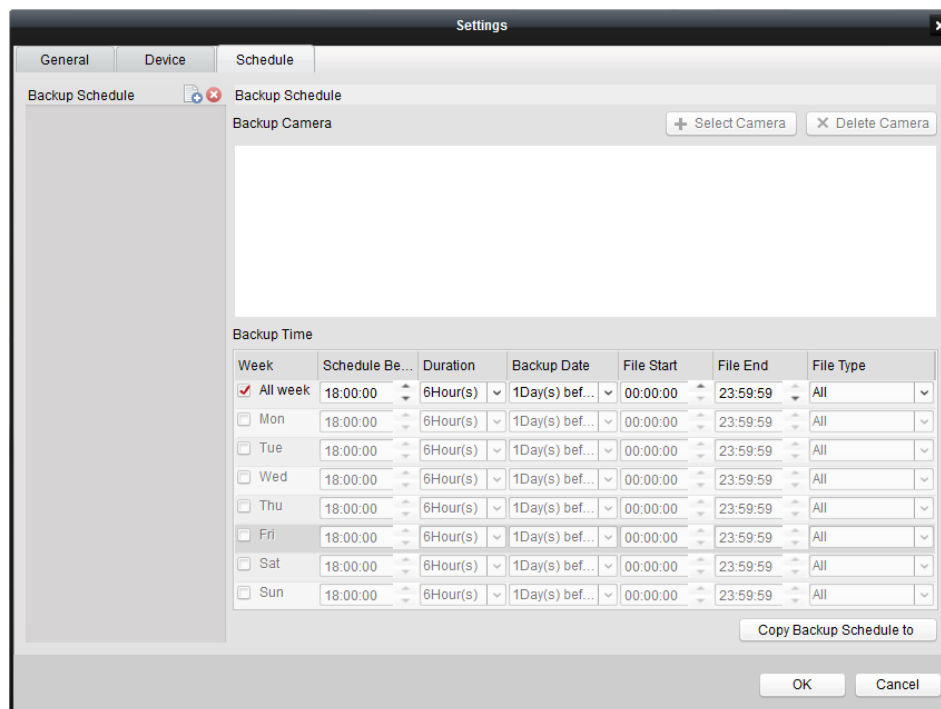 Settings
General Device Schedule
Backup Schedule Backup Schedule
Backup Camera Select Camera Delete Camera
Backup Time
Week Schedule Be... Duration Backup Date File Start File End File Type
All week 18:00:00 6Hour(s) 1Day(s) bef... 00:00:00 23:59:59 All
Mon 18:00:00 6Hour(s) 1Day(s) bef... 00:00:00 23:59:59 All
Tue 18:00:00 6Hour(s) 1Day(s) bef... 00:00:00 23:59:59 All
Wed 18:00:00 6Hour(s) 1Day(s) bef... 00:00:00 23:59:59 All
Thu 18:00:00 6Hour(s) 1Day(s) bef... 00:00:00 23:59:59 All
Fri 18:00:00 6Hour(s) 1Day(s) bef... 00:00:00 23:59:59 All
Sat 18:00:00 6Hour(s) 1Day(s) bef... 00:00:00 23:59:59 All
Sun 18:00:00 6Hour(s) 1Day(s) bef... 00:00:00 23:59:59 All
Copy Backup Schedule to
OK Cancel